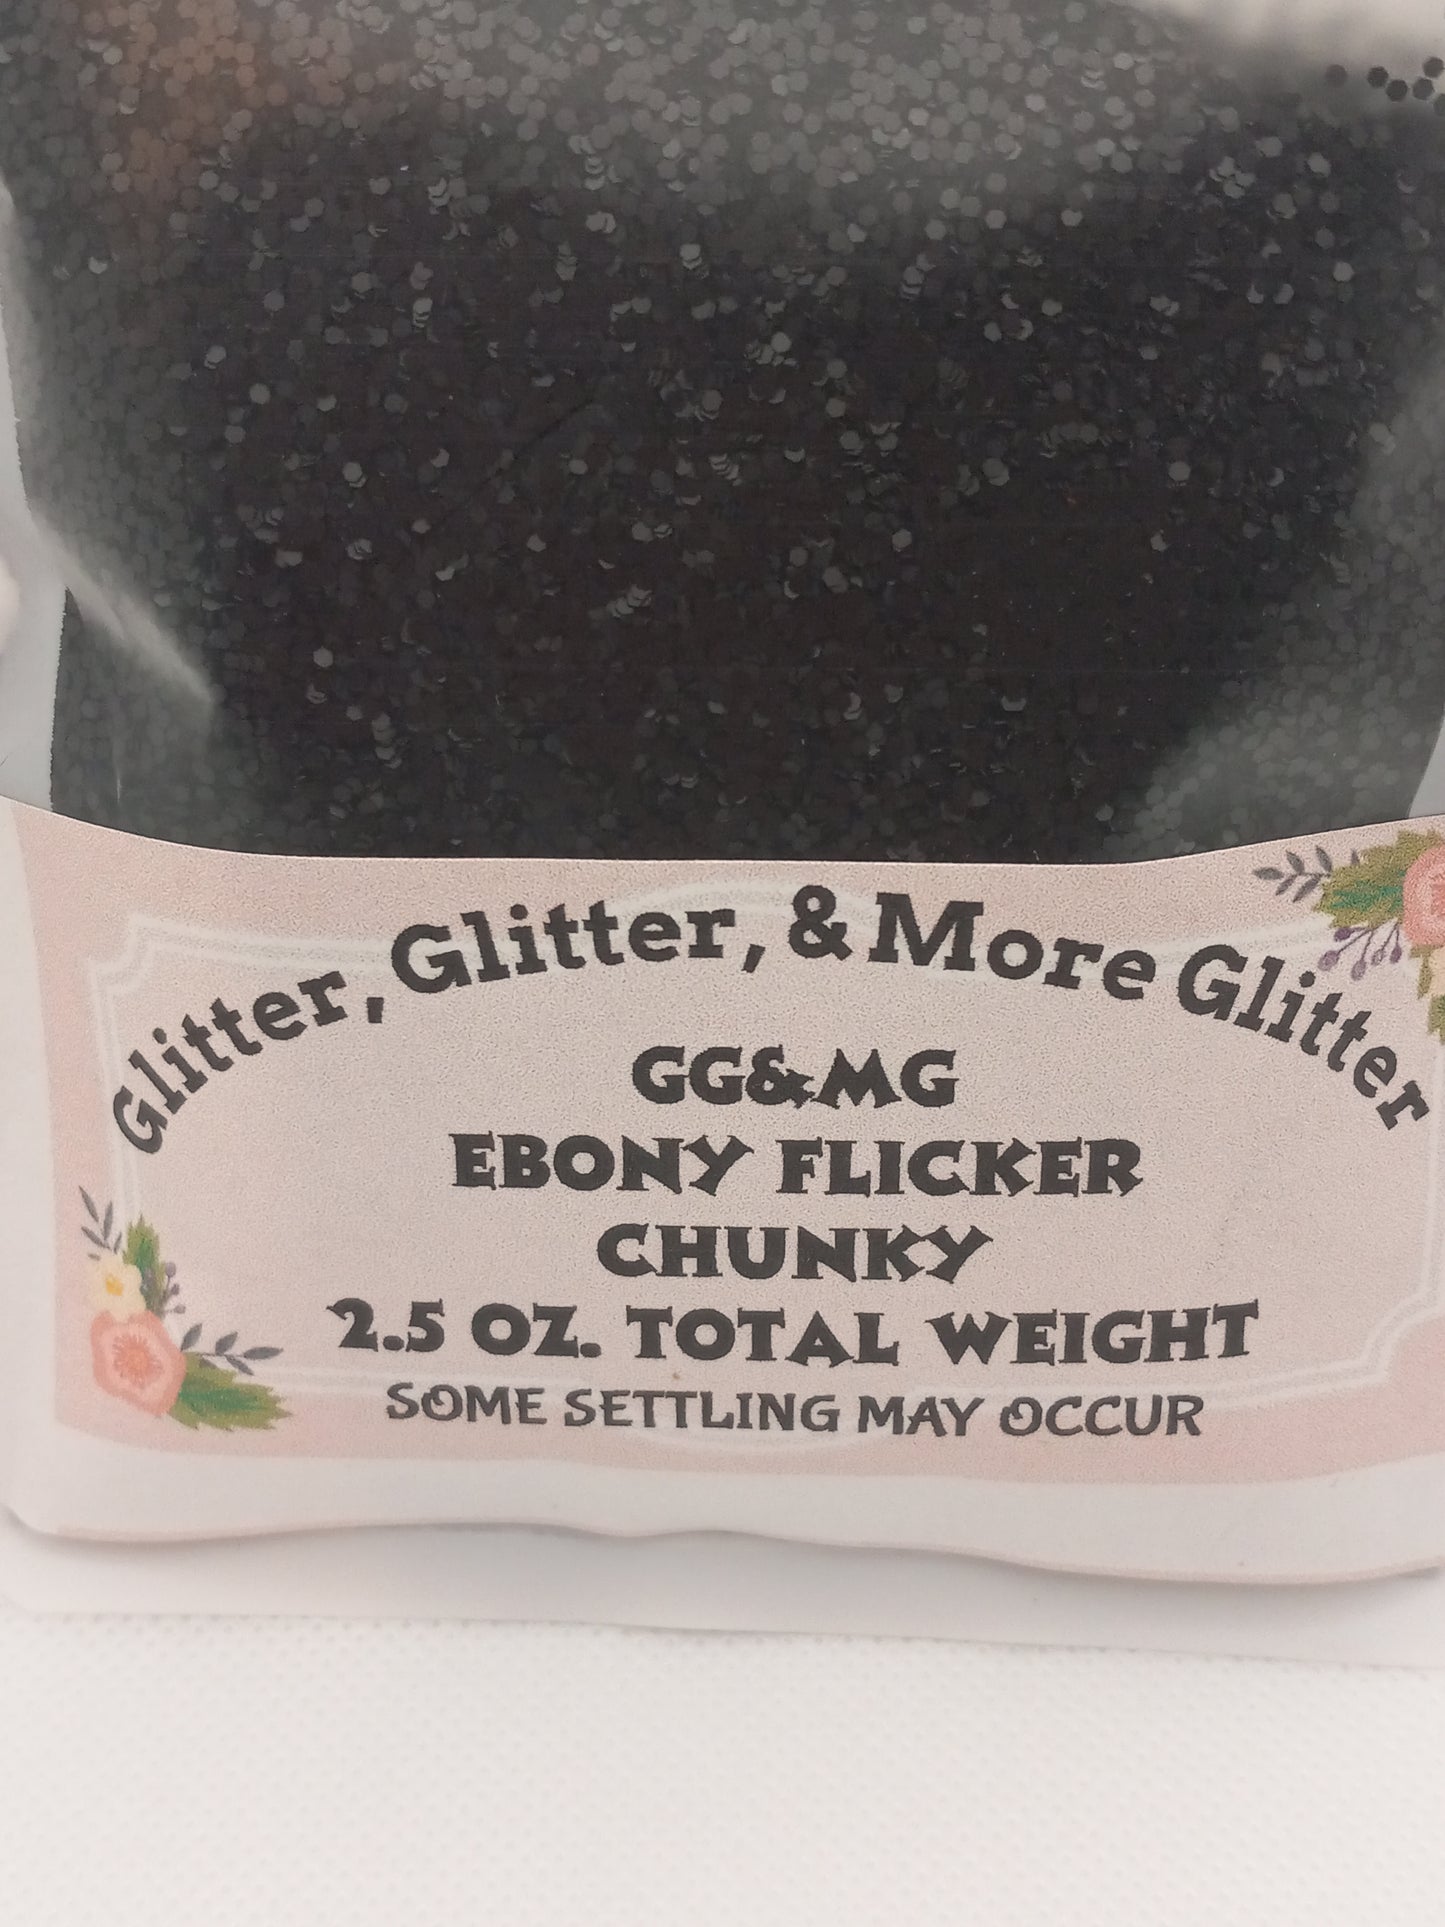 Glitter, Glitter, & More Glitter
GG&MG
EBONY FLICKER
CHUNKY
2.5 OZ. TOTAL WEIGHT
SOME SETTLING MAY OCCUR